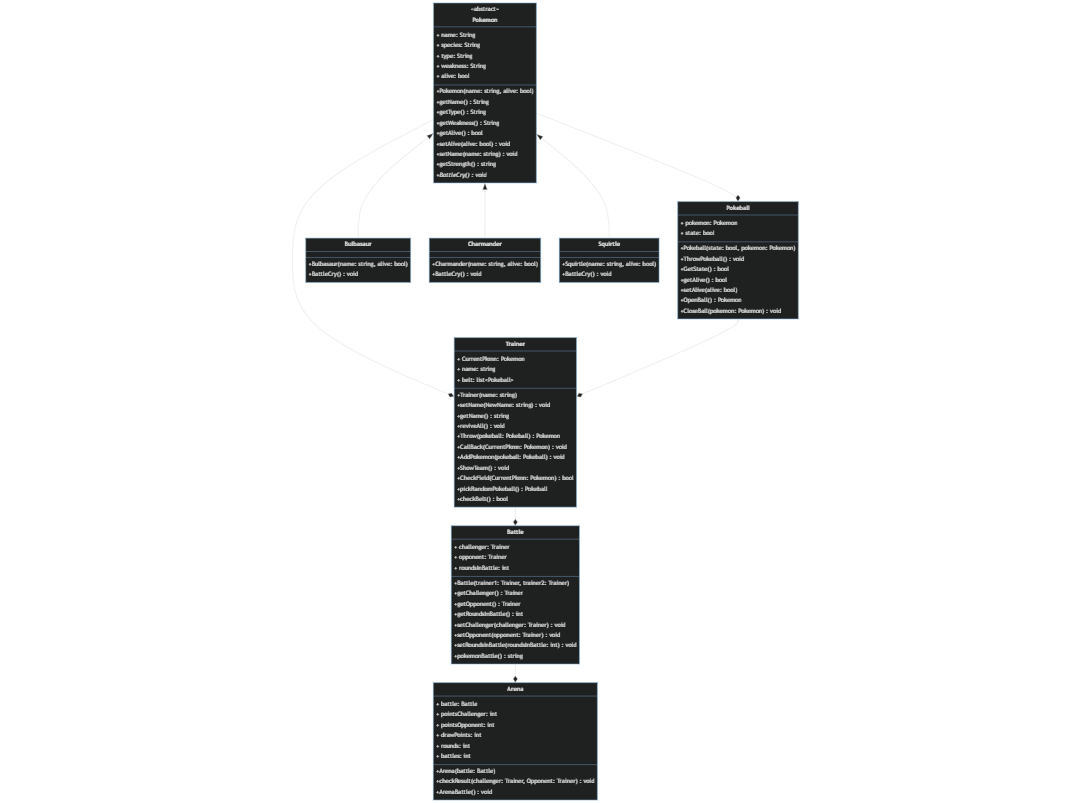 ~abstract~
Pokemon
+ name: String
+ species: String
+ type: String
+ weakness: String
+ alive: bool
+Pokemon(name: string, alive: bool)
+getName() : String
+getType() : String
+getWeakness() : String
+getAlive() : bool
+setAlive(alive: bool) : void
+setName(name: string) : void
+getStrength() : string
+BattleCry() : void
Pokeball
+ pokemon: Pokemon
+ state: bool
+Pokeball(state: bool, pokemon: Pokemon)
+ThrowPokeball() : void
+GetState() : bool
+getAlive() : bool
+setAlive(alive: bool)
+OpenBall() : Pokemon
+CloseBall(pokemon: Pokemon) : void
Bulbasaur
+Bulbasaur(name: string, alive: bool)
+BattleCry() : void
Charmander
+Charmander(name: string, alive: bool)
+BattleCry() : void
Squirtle
+Squirtle(name: string, alive: bool)
+BattleCry() : void
Trainer
+ CurrentPkmn: Pokemon
+ name: string
+ belt: list<Pokeball>
+Trainer(name: string)
+setName(NewName: string) : void
+getName() : string
+reviveAll() : void
+Throw(pokeball: Pokeball) : Pokemon
+CallBack(CurrentPkmn: Pokemon) : void
+AddPokemon(pokeball: Pokeball) : void
+ShowTeam() : void
+CheckField(CurrentPkmn: Pokemon) : bool
+pickRandomPokeball() : Pokeball
+checkBelt() : bool
Battle
+ challenger: Trainer
+ opponent: Trainer
+ roundsInBattle: int
+Battle(trainer1: Trainer, trainer2: Trainer)
+getChallenger() : Trainer
+getOpponent() : Trainer
+getRoundsInBattle() : int
+setChallenger(challenger: Trainer) : void
+setOpponent(opponent: Trainer) : void
+setRoundsInBattle(roundsInBattle: int) : void
+pokemonBattle() : string
Arena
+ battle: Battle
+ pointsChallenger: int
+ pointsOpponent: int
+ drawPoints: int
+ rounds: int
+ battles: int
+Arena(battle: Battle)
+checkResult(challenger: Trainer, Opponent: Trainer) : void
+ArenaBattle() : void